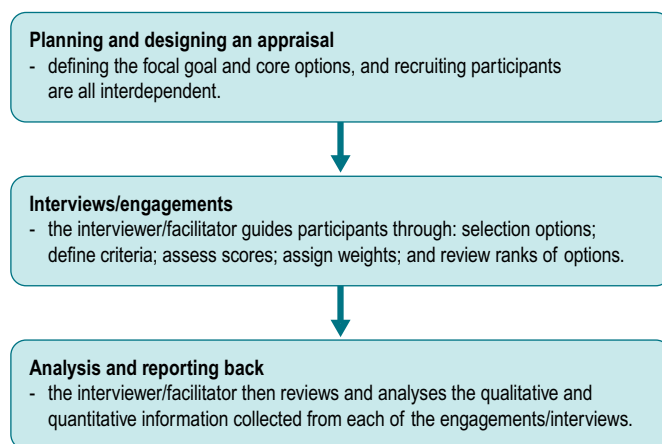 Planning and designing an appraisal
- defining the focal goal and core options, and recruiting participants
are all interdependent.
Interviews/engagements
- the interviewer/facilitator guides participants through: selection options;
define criteria; assess scores; assign weights; and review ranks of options.
Analysis and reporting back
- the interviewer/facilitator then reviews and analyses the qualitative and
quantitative information collected from each of the engagements/interviews.